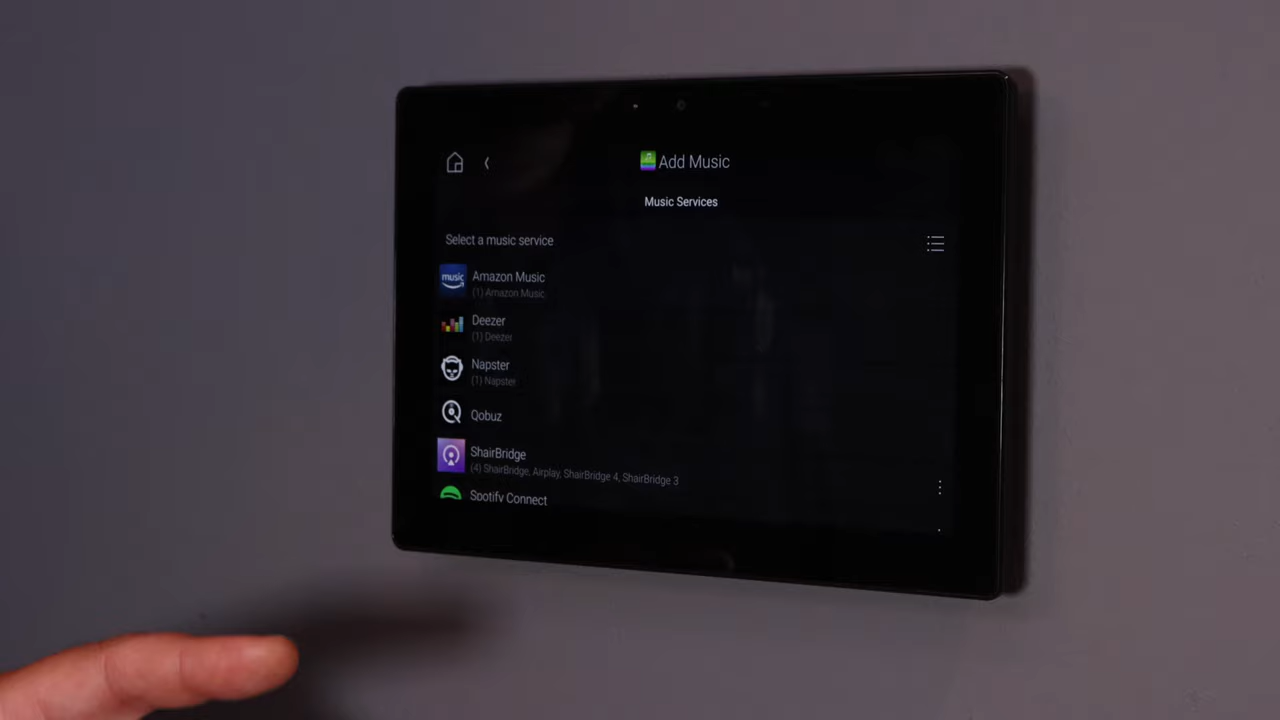 Add Music
Music Services
Select a music service
music
Amazon Music
(1) Amazon Music
Deezer
(1) Deezer
Napster
(1) Napster
Qobuz
ShairBridge
(4) ShairBridge, Airplay, ShairBridge 4, ShairBridge 3
Spotify Connect